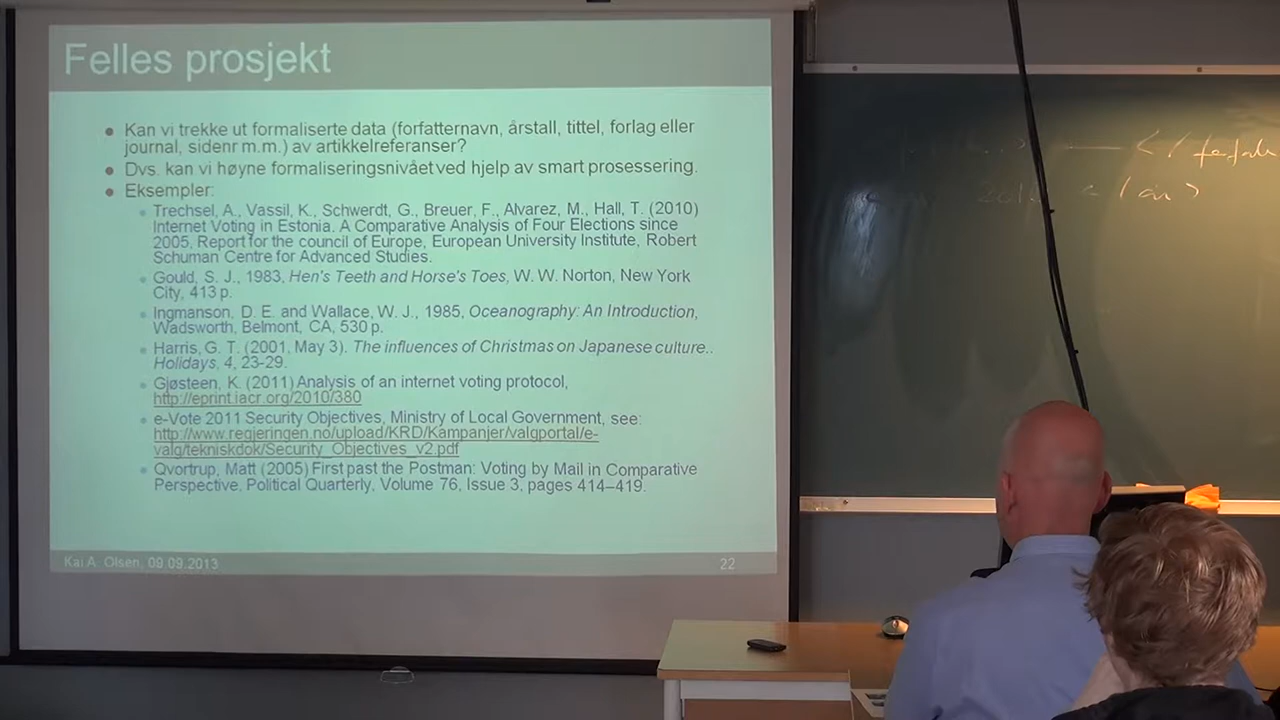 Felles prosjekt
Kan vi trekke ut formaliserte data (forfatternavn, årstall, tittel, forlag eller
journal, sidenr m.m.) av artikkelreferanser?
Dvs. kan vi høyne formaliseringsnivået ved hjelp av smart prosessering.
Eksempler:
Trechsel, A., Vassil, K., Schwerdt, G., Breuer, F., Alvarez, M., Hall, T. (2010)
Internet Voting in Estonia. A Comparative Analysis of Four Elections since
2005, Report for the council of Europe, European University Institute, Robert
Schuman Centre for Advanced Studies.
Gould, S. J., 1983, Hen's Teeth and Horse's Toes, W. W. Norton, New York
City, 413 p.
Ingmanson, D. E. and Wallace, W. J., 1985, Oceanography: An Introduction,
Wadsworth, Belmont, CA, 530 p.
Harris, G. T. (2001, May 3). The influences of Christmas on Japanese culture..
Holidays, 4, 23-29.
Gjøsteen, K. (2011) Analysis of an internet voting protocol,
http://eprint.iacr.org/2010/380
e-Vote 2011 Security Objectives, Ministry of Local Government, see:
http://www.regjeringen.no/upload/KRD/Kampanjer/valgportal/e-
valg/tekniskdok/Security_Objectives_v2.pdf
Qvortrup, Matt (2005) First past the Postman: Voting by Mail in Comparative
Perspective, Political Quarterly, Volume 76, Issue 3, pages 414–419.
Kai A. Olsen, 09.09.2013
22